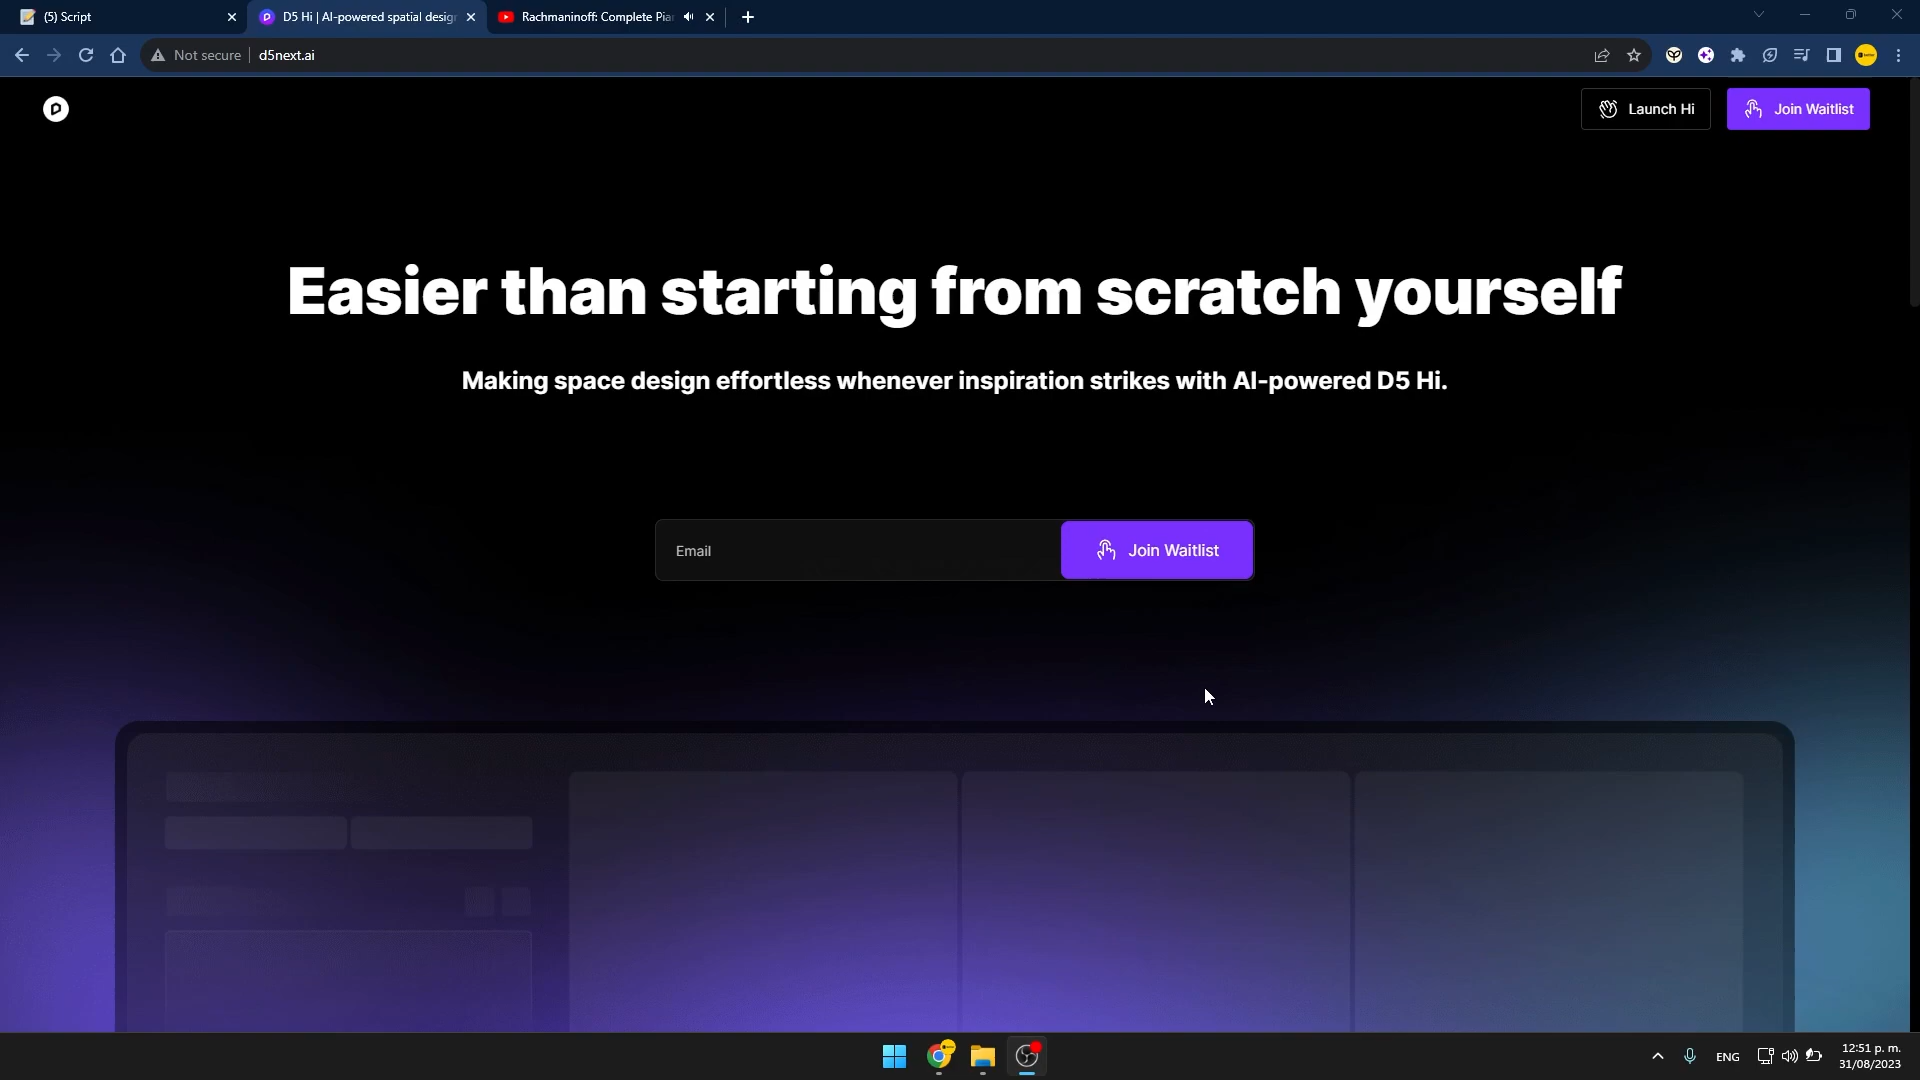 (5) Script
D5 Hi | AI-powered spatial desig
Rachmaninoff: Complete Pia
Not secure
d5next.ai
Launch Hi
Join Waitlist
Easier than starting from scratch yourself
Making space design effortless whenever inspiration strikes with AI-powered D5 Hi.
Email
Join Waitlist
ENG
12:51 p. m.
31/08/2023